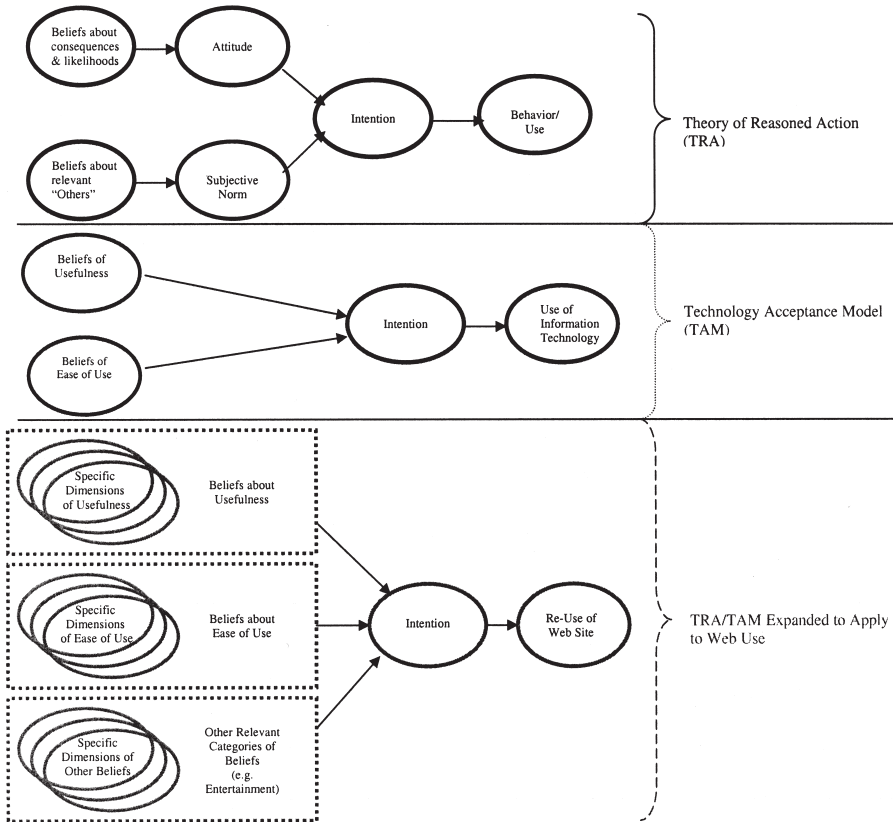 Beliefs about
consequences
& likelihoods
Attitude
Intention
Behavior/
Use
Beliefs about
relevant
“Others”
Subjective
Norm
Theory of Reasoned Action
(TRA)
Beliefs of
Usefulness
Beliefs of
Ease of Use
Intention
Use of
Information
Technology
Technology Acceptance Model
(TAM)
Specific
Dimensions
of Usefulness
Beliefs about
Usefulness
Specific
Dimensions
of Ease of Use
Beliefs about
Ease of Use
Specific
Dimensions of
Other Beliefs
Other Relevant
Categories of
Beliefs
(e.g.
Entertainment)
Intention
Re-Use of
Web Site
TRA/TAM Expanded to Apply
to Web Use